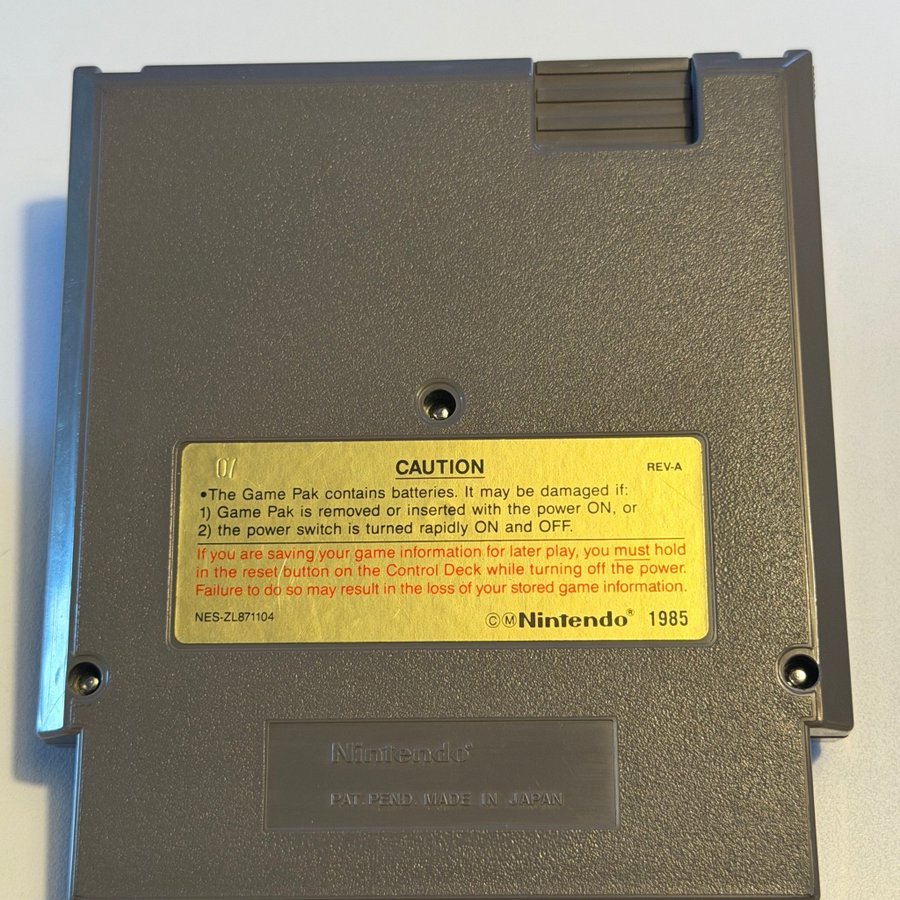 07
CAUTION
REV-A
•The Game Pak contains batteries. It may be damaged if:
1) Game Pak is removed or inserted with the power ON, or
2) the power switch is turned rapidly ON and OFF.
If you are saving your game information for later play, you must hold
in the reset button on the Control Deck while turning off the power.
Failure to do so may result in the loss of your stored game information.
NES-ZL871104
©ⓂNintendo® 1985
Nintendo®
PAT. PEND. MADE IN JAPAN